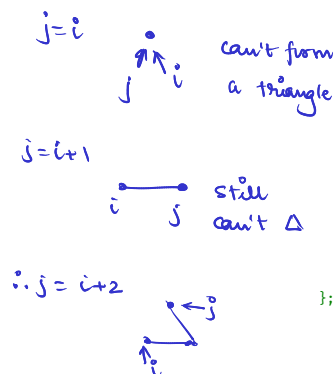 j=i
can't from
j i
a triangle
j=i+1
i j
still
can't Δ
∴ j = i+2
j
};
i